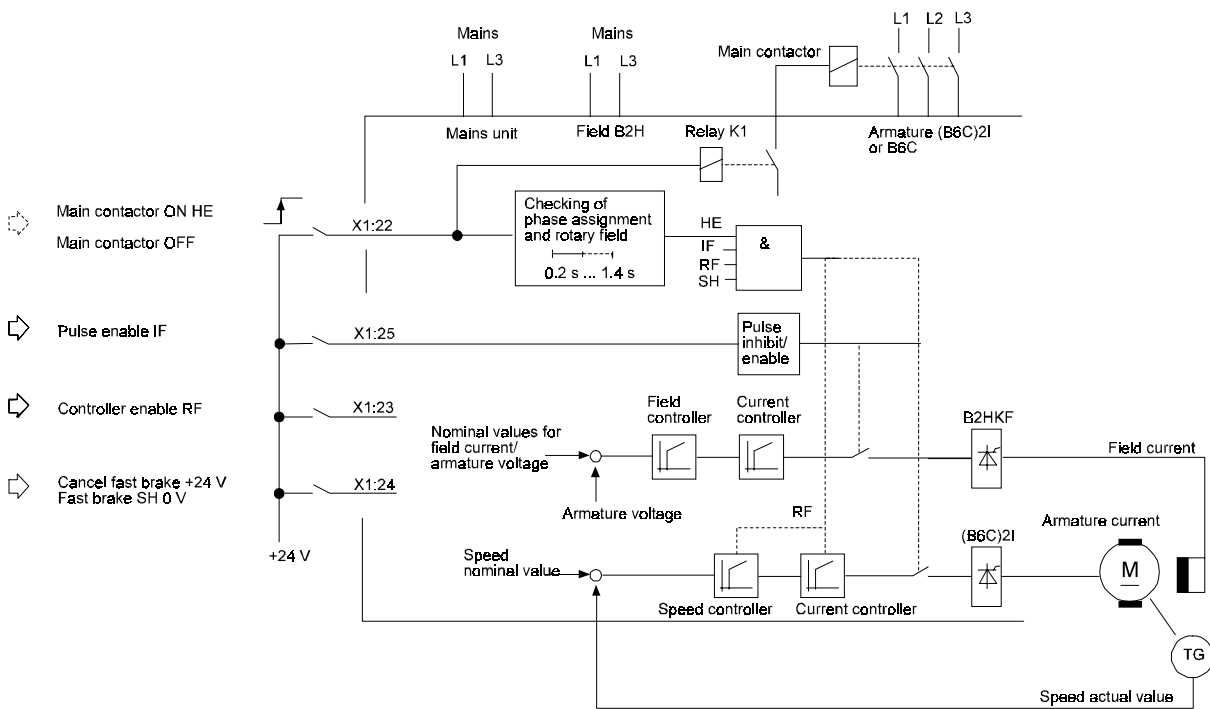 Mains
Mains
L1 L3
L1 L3
Main contactor
L1 L2 L3
Mains unit
Field B2H
Relay K1
Armature (B6C)2I
or B6C
Main contactor ON HE
Main contactor OFF
X1:22
Checking of
phase assignment
and rotary field
0.2 s ... 1.4 s
HE
IF
RF
SH
&
Pulse enable IF
X1:25
Pulse
inhibit/
enable
Controller enable RF
X1:23
Field
controller
Current
controller
B2HKF
Nominal values for
field current/
armature voltage
Field current
Cancel fast brake +24 V
Fast brake SH 0 V
X1:24
Armature voltage
RF
Armature current
+24 V
Speed
nominal value
(B6C)2I
M
Speed controller
Current controller
TG
Speed actual value